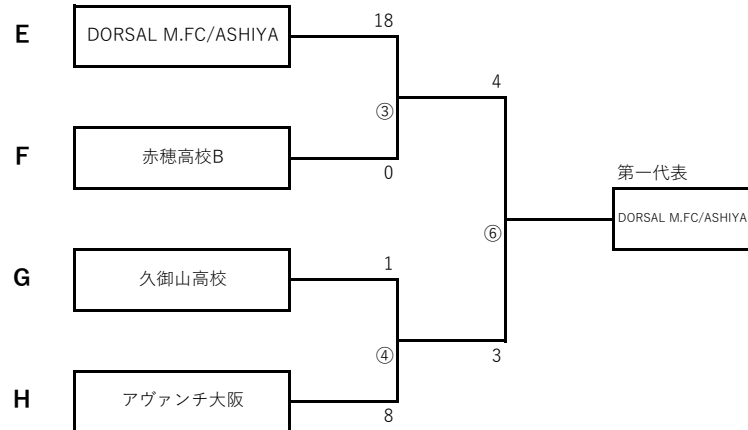 E
DORSAL M.FC/ASHIYA
18
③
4
F
赤穂高校B
0
第一代表
DORSAL M.FC/ASHIYA
⑥
G
久御山高校
1
④
3
H
アヴァンチ大阪
8